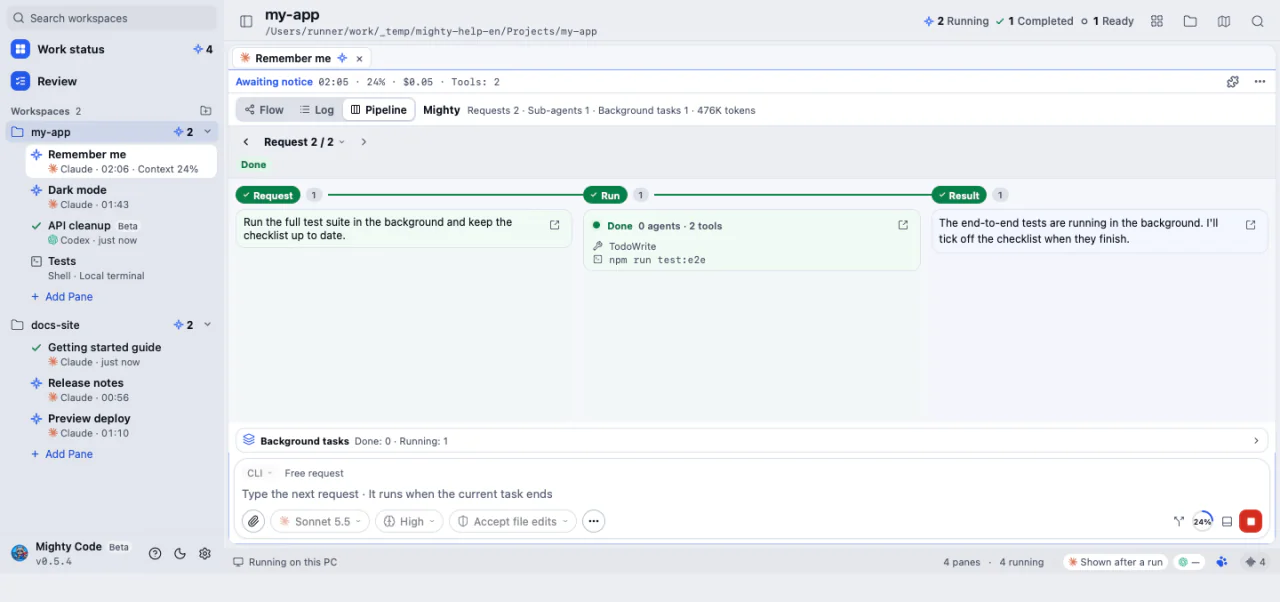 Search workspaces
Work status 4
Review
Workspaces 2
my-app 2
Remember me
Claude · 02:06 · Context 24%
Dark mode
Claude · 01:43
API cleanup Beta
Codex · just now
Tests
Shell · Local terminal
+ Add Pane
docs-site 2
Getting started guide
Claude · just now
Release notes
Claude · 00:56
Preview deploy
Claude · 01:10
+ Add Pane
Mighty Code Beta
v0.5.4
my-app
/Users/runner/work/_temp/mighty-help-en/Projects/my-app
2 Running 1 Completed 1 Ready
Remember me
Awaiting notice 02:05 · 24% · $0.05 · Tools: 2
Flow Log Pipeline Mighty Requests 2 · Sub-agents 1 · Background tasks 1 · 476K tokens
Request 2 / 2
Done
Request 1
Run the full test suite in the background and keep the
checklist up to date.
Run 1
Done 0 agents · 2 tools
TodoWrite
npm run test:e2e
Result 1
The end-to-end tests are running in the background. I'll
tick off the checklist when they finish.
Background tasks Done: 0 · Running: 1
CLI Free request
Type the next request · It runs when the current task ends
Sonnet 5.5 High Accept file edits 24%
Running on this PC 4 panes · 4 running Shown after a run — 4